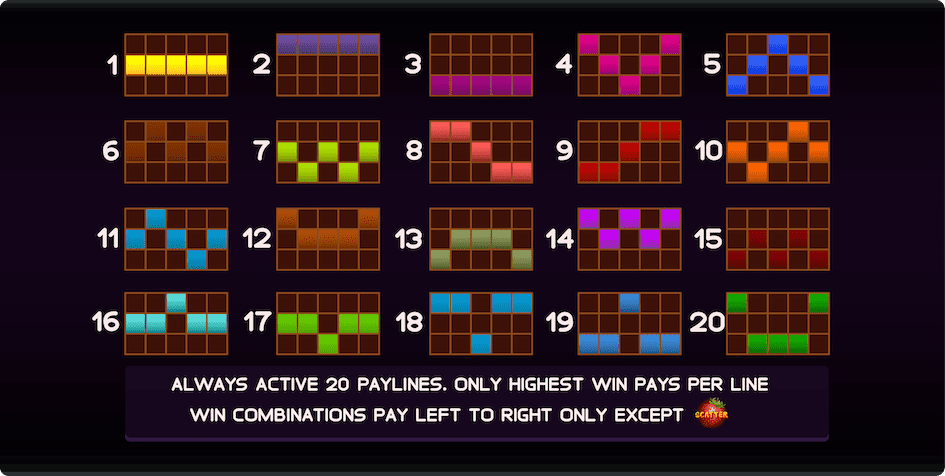 1 2 3 4 5
6 7 8 9 10
11 12 13 14 15
16 17 18 19 20
ALWAYS ACTIVE 20 PAYLINES. ONLY HIGHEST WIN PAYS PER LINE
WIN COMBINATIONS PAY LEFT TO RIGHT ONLY EXCEPT SCATTER